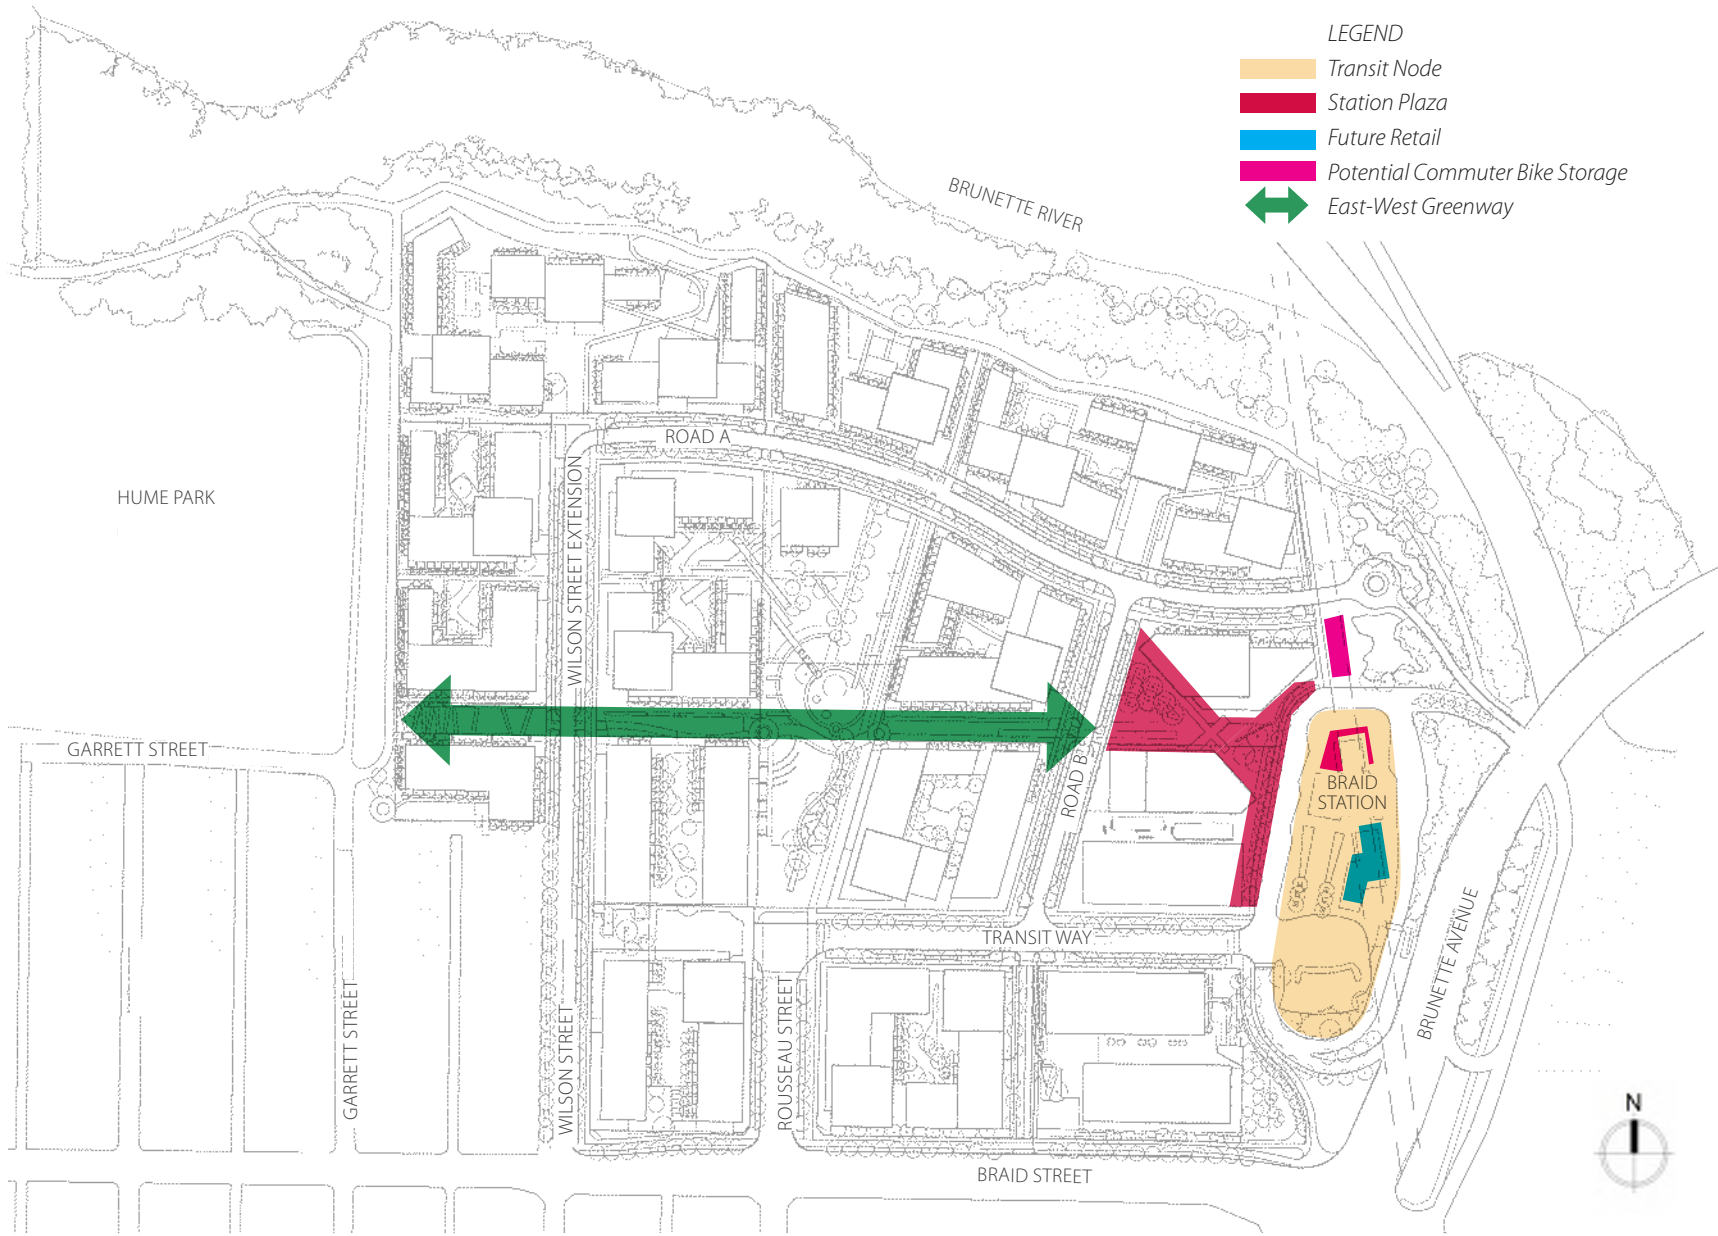 LEGEND
Transit Node
Station Plaza
Future Retail
Potential Commuter Bike Storage
East-West Greenway
BRUNETTE RIVER
ROAD A
HUME PARK
WILSON STREET EXTENSION
GARRETT STREET
ROAD B
BRAID
STATION
TRANSIT WAY
BRUNETTE AVENUE
GARRETT STREET
WILSON STREET
ROUSSEAU STREET
BRAID STREET
N